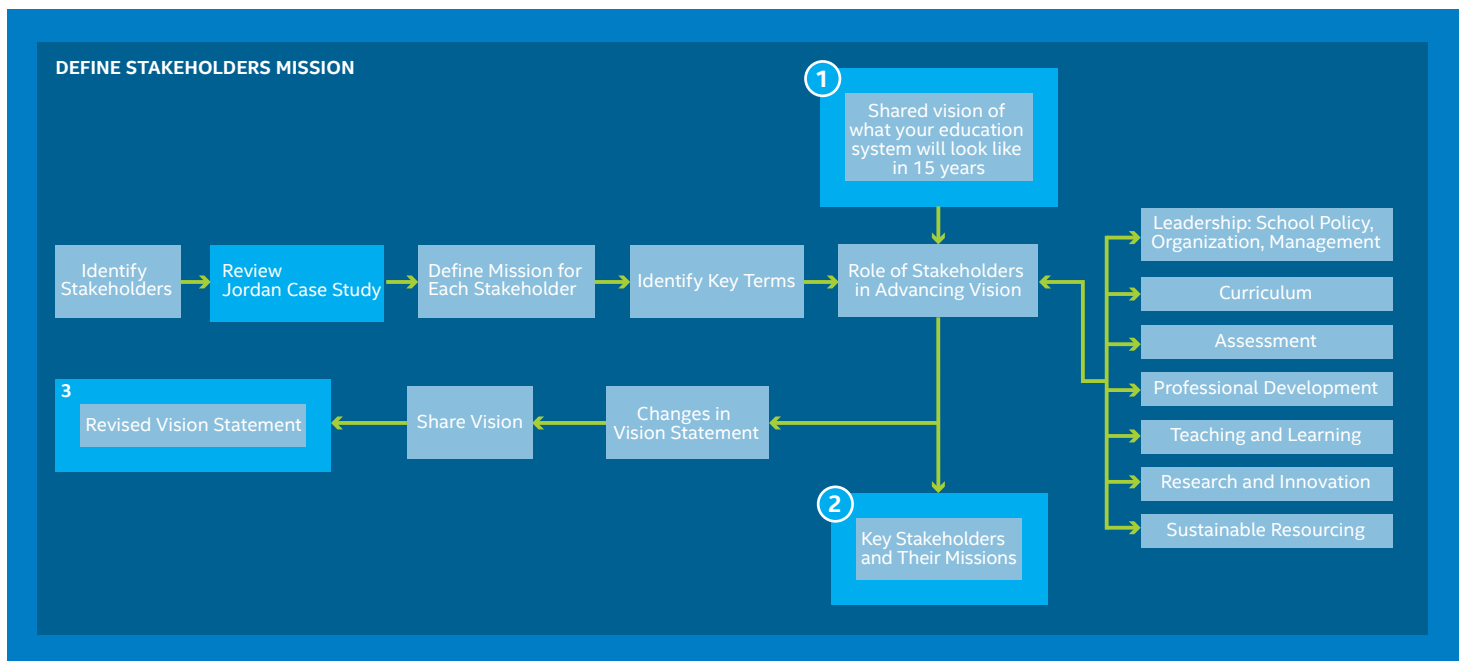 DEFINE STAKEHOLDERS MISSION
1
Shared vision of
what your education
system will look like
in 15 years
Identify
Stakeholders
Review
Jordan Case Study
Define Mission for
Each Stakeholder
Identify Key Terms
Role of Stakeholders
in Advancing Vision
Leadership: School Policy,
Organization, Management
Curriculum
Assessment
Professional Development
Teaching and Learning
Research and Innovation
Sustainable Resourcing
3
Revised Vision Statement
Share Vision
Changes in
Vision Statement
2
Key Stakeholders
and Their Missions